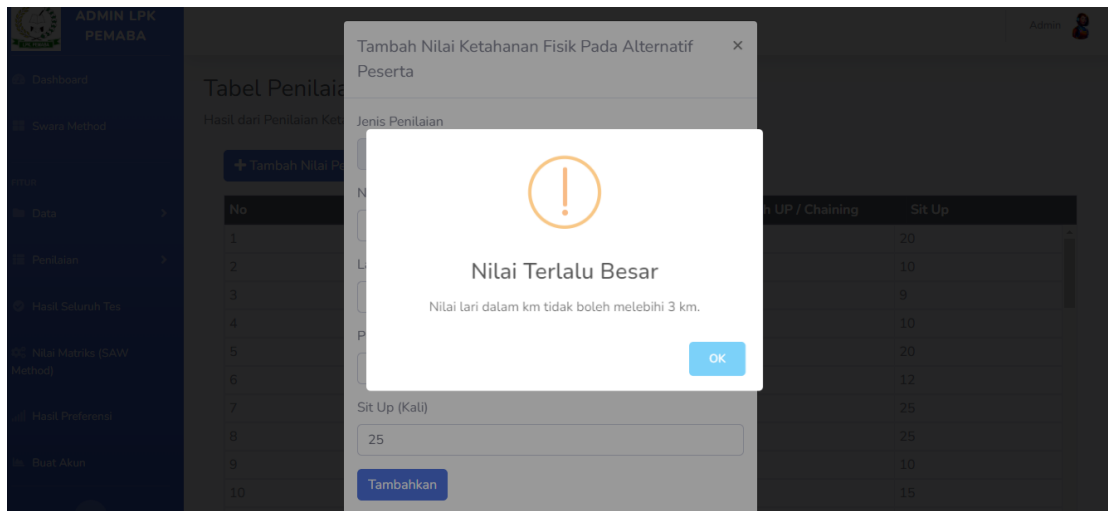 ADMIN LPK
PEMABA
Admin
Dashboard
Swara Method
Data
Penilaian
Hasil Seluruh Tes
Nilai Matriks (SAW
Method)
Hasil Preferensi
Buat Akun
Tabel Penilaia
Hasil dari Penilaian Ket
+ Tambah Nilai Pe
No
h UP / Chaining
Sit Up
1
20
2
10
3
9
4
10
5
20
6
12
7
25
8
25
9
10
10
15
Tambah Nilai Ketahanan Fisik Pada Alternatif
Peserta
×
Jenis Penilaian
N
La
P
Sit Up (Kali)
25
Tambahkan
Nilai Terlalu Besar
Nilai lari dalam km tidak boleh melebihi 3 km.
OK